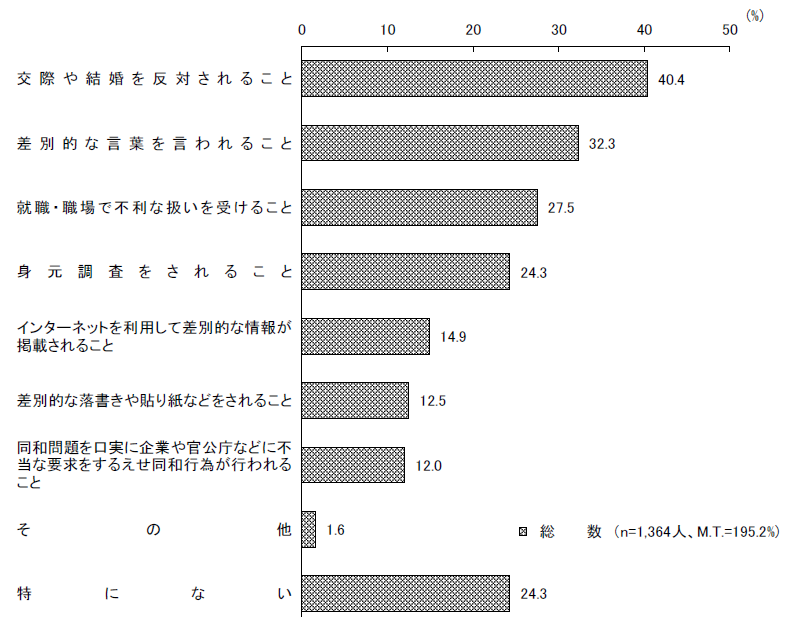 (%)
0 10 20 30 40 50
交際や結婚を反対されること 40.4
差別的な言葉を言われること 32.3
就職・職場で不利な扱いを受けること 27.5
身元調査をされること 24.3
インターネットを利用して差別的な情報が
掲載されること 14.9
差別的な落書きや貼り紙などをされること 12.5
同和問題を口実に企業や官公庁などに不
当な要求をするえせ同和行為が行われる
こと 12.0
その他 1.6
総数 (n=1,364人、M.T.=195.2%)
特にない 24.3